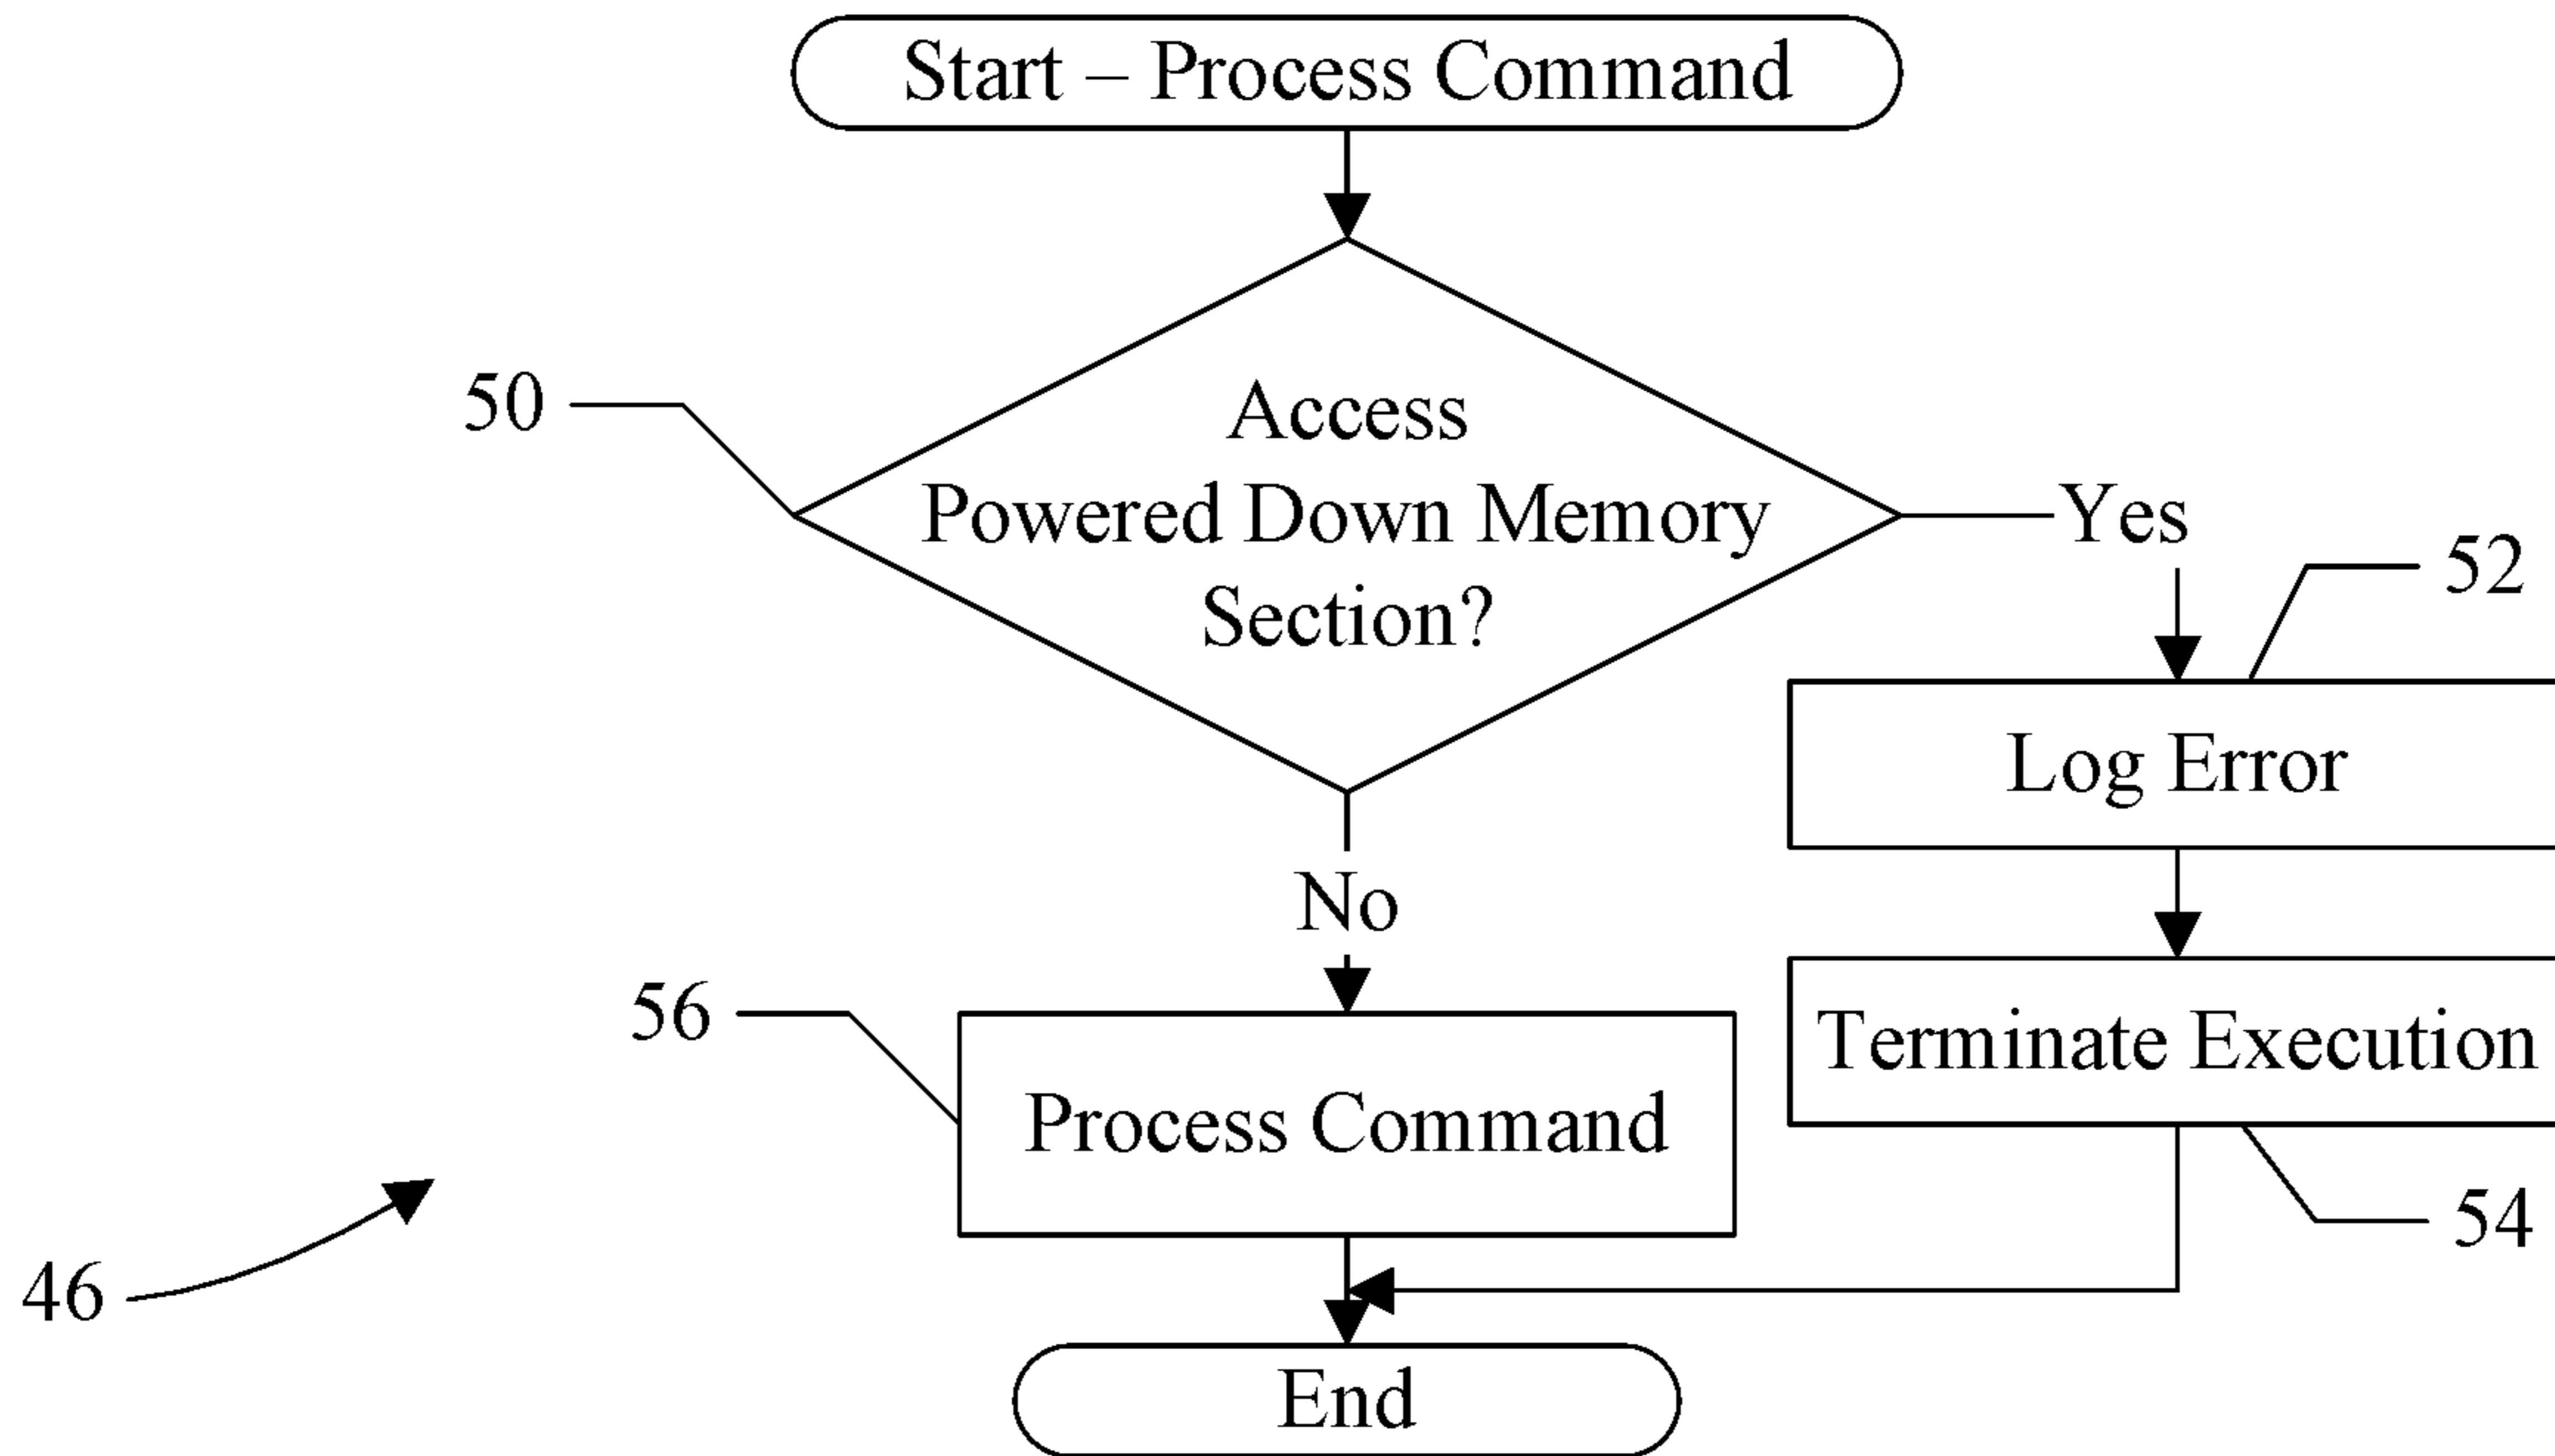 Start – Process Command
50
Access
Powered Down Memory
Section?
Yes
52
Log Error
No
56
Process Command
Terminate Execution
54
46
End